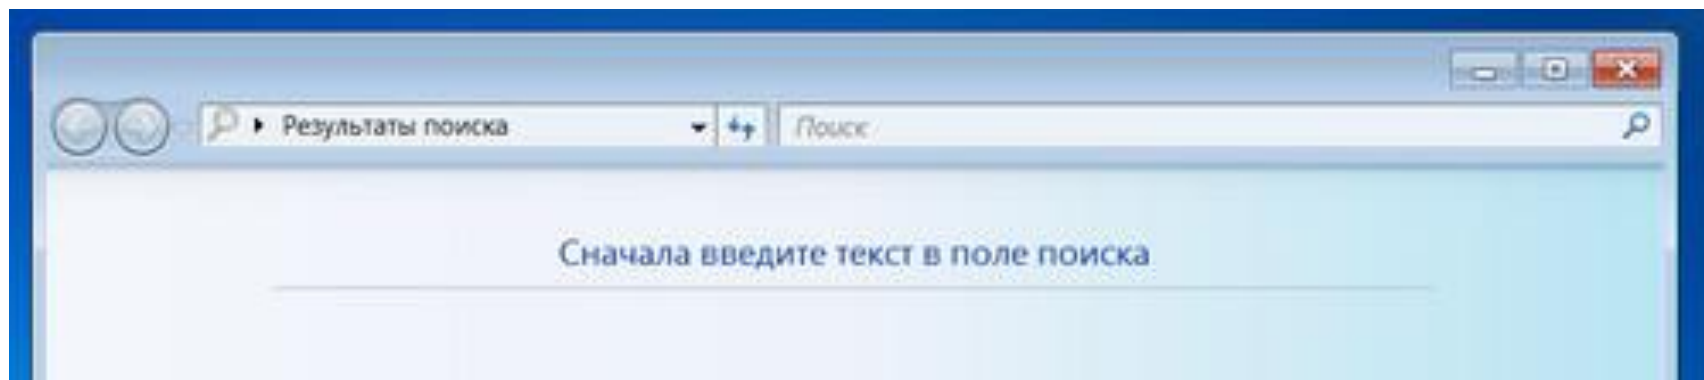 Результаты поиска
Поиск
Сначала введите текст в поле поиска